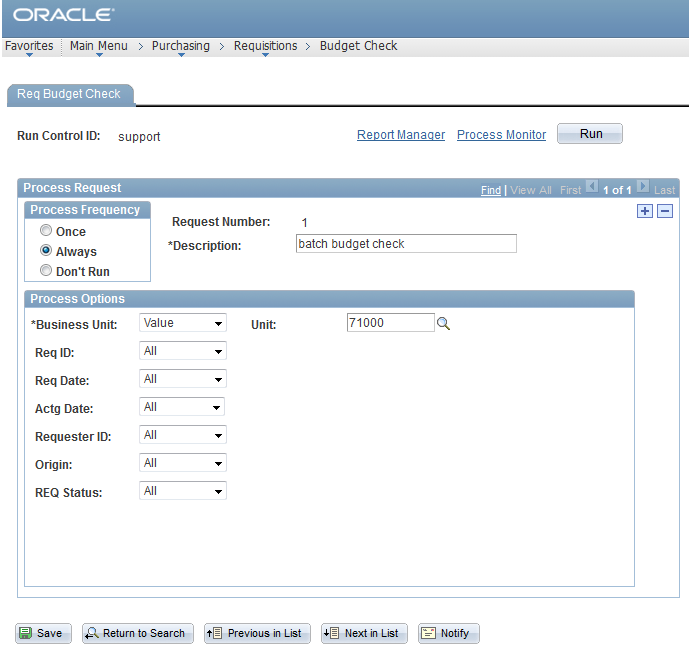 ORACLE
Favorites Main Menu > Purchasing > Requisitions > Budget Check
Req Budget Check
Run Control ID: support Report Manager Process Monitor Run
Process Request Find | View All First 1 of 1 Last
Process Frequency
Once
Always
Don't Run
Request Number: 1
*Description: batch budget check
Process Options
*Business Unit: Value Unit: 71000
Req ID: All
Req Date: All
Actg Date: All
Requester ID: All
Origin: All
REQ Status: All
Save Return to Search Previous in List Next in List Notify